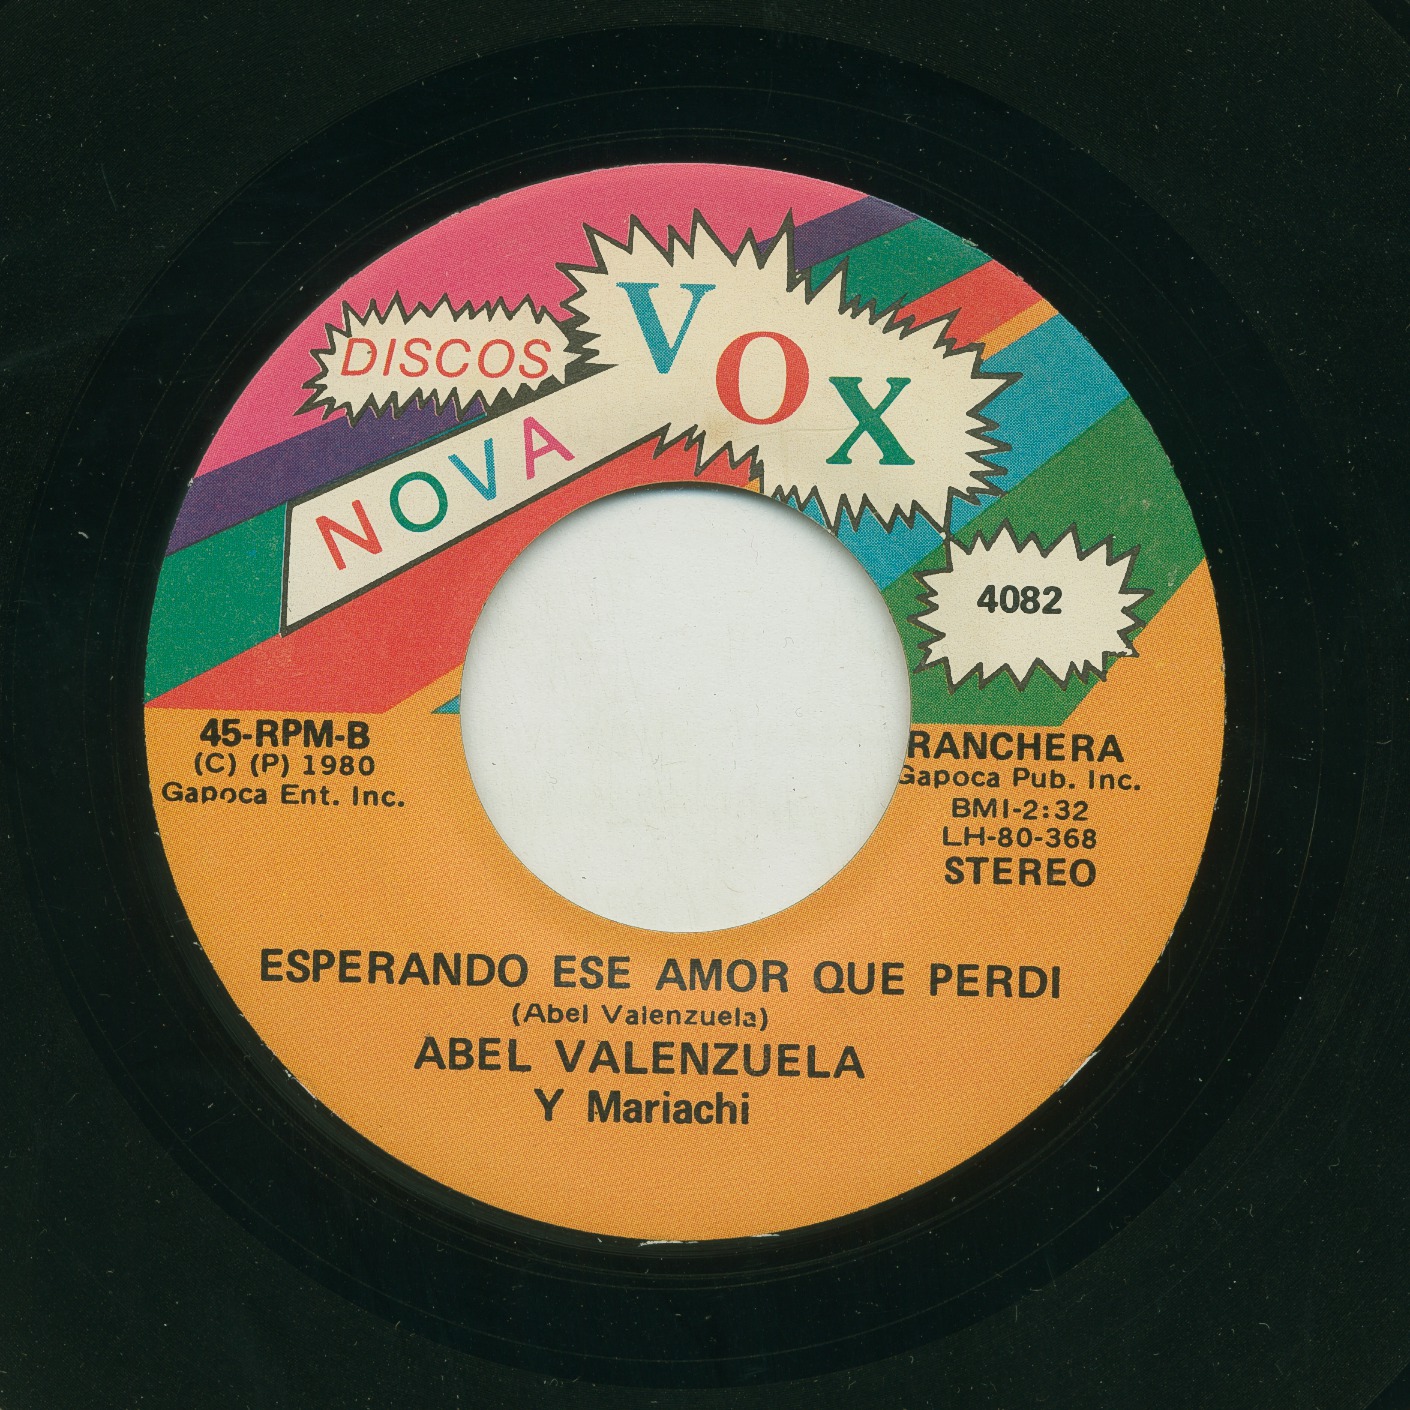 DISCOS
NOVA
VOX
4082
45-RPM-B
(C) (P) 1980
Gapoca Ent. Inc.
RANCHERA
Gapoca Pub. Inc.
BMI-2:32
LH-80-368
STEREO
ESPERANDO ESE AMOR QUE PERDI
(Abel Valenzuela)
ABEL VALENZUELA
Y Mariachi